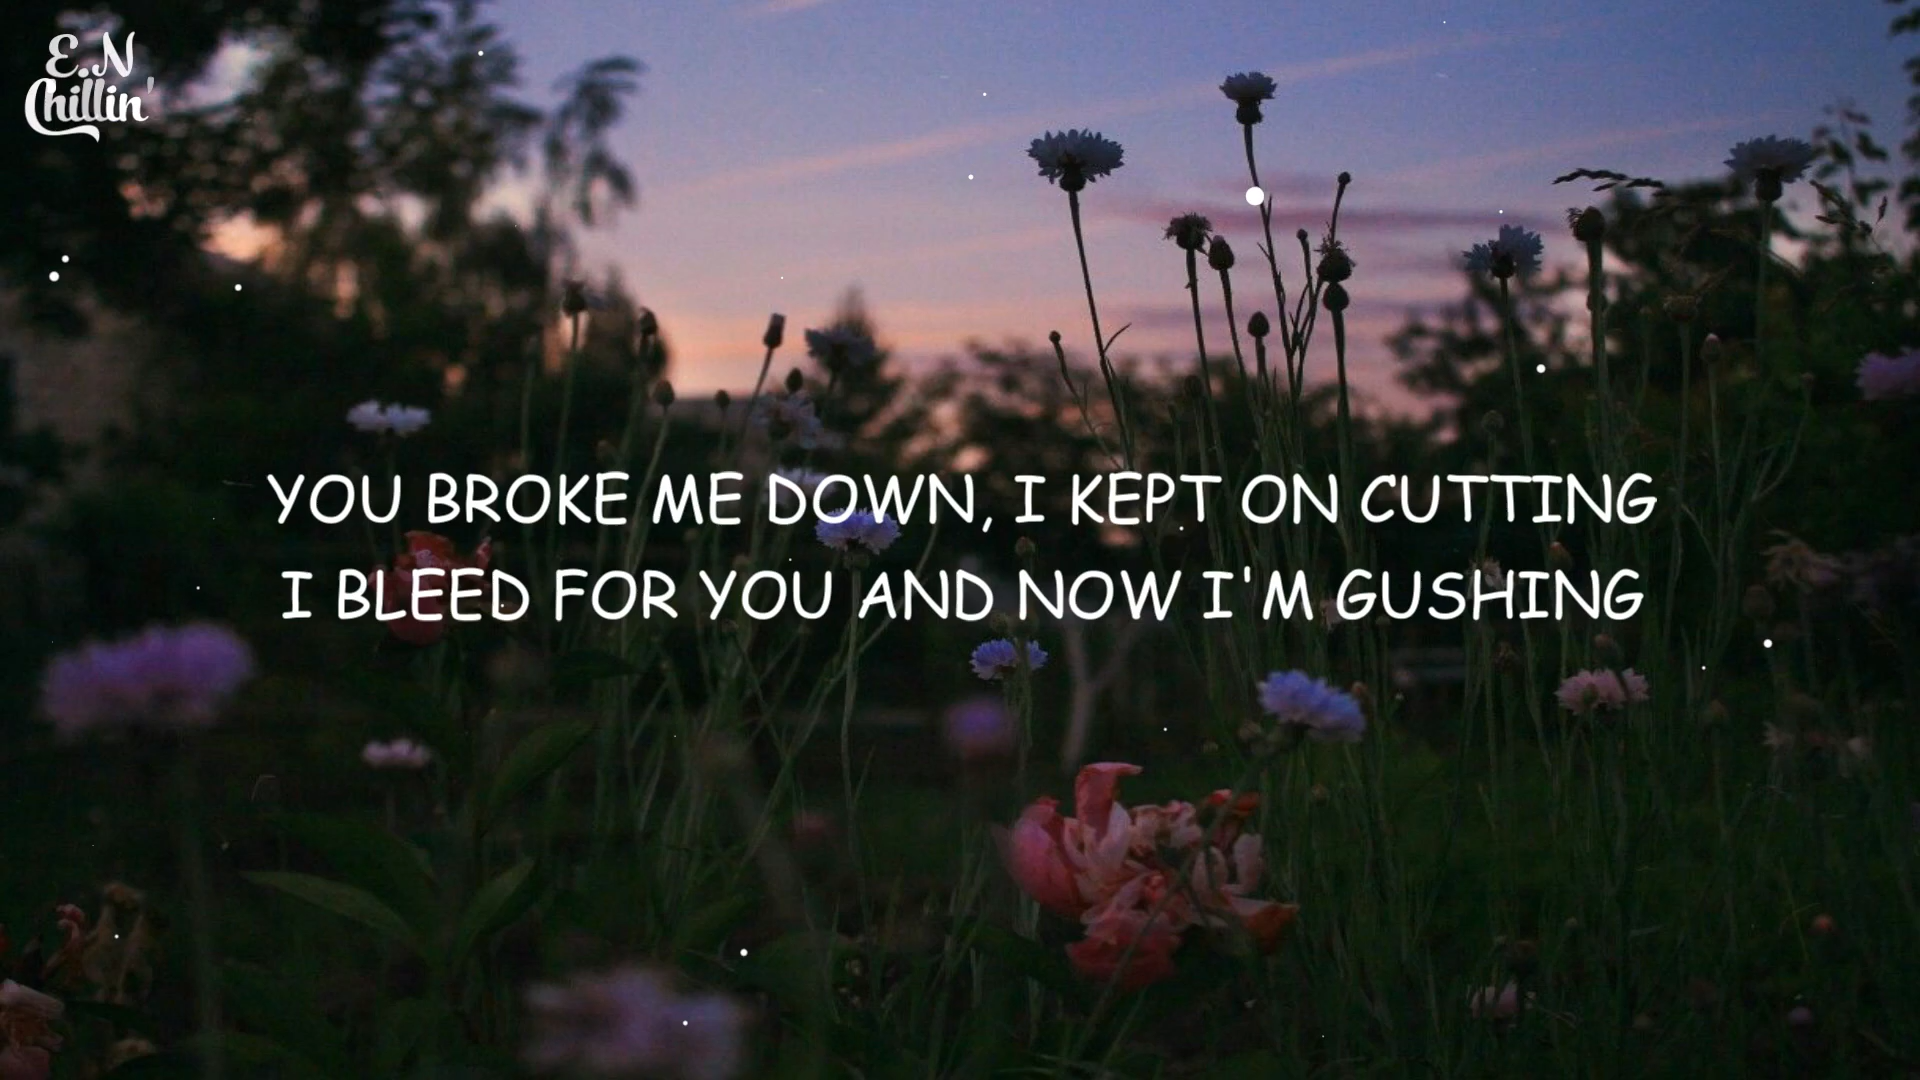 E.N
Chillin'
YOU BROKE ME DOWN, I KEPT ON CUTTING
I BLEED FOR YOU AND NOW I'M GUSHING